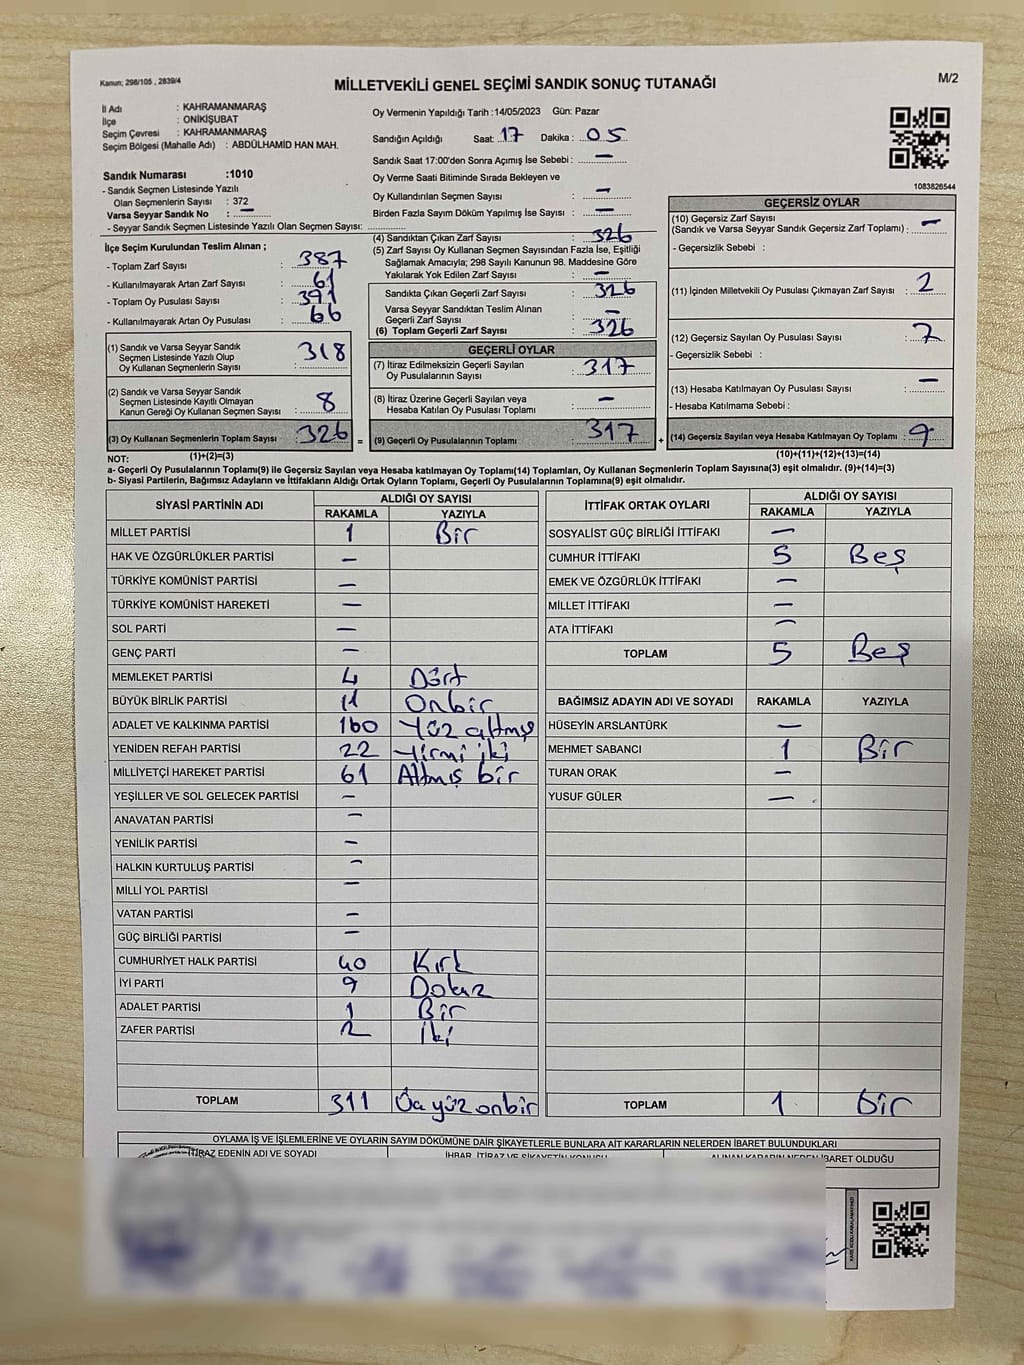 Kanun; 298/105 , 2839/4
MİLLETVEKİLİ GENEL SEÇİMİ SANDIK SONUÇ TUTANAĞI
M/2
İl Adı : KAHRAMANMARAŞ
İlçe : ONİKİŞUBAT
Seçim Çevresi : KAHRAMANMARAŞ
Seçim Bölgesi (Mahalle Adı) : ABDÜLHAMİD HAN MAH.
Sandık Numarası :1010
- Sandık Seçmen Listesinde Yazılı
Olan Seçmenlerin Sayısı : 372
Varsa Seyyar Sandık No : —
- Seyyar Sandık Seçmen Listesinde Yazılı Olan Seçmen Sayısı:
Oy Vermenin Yapıldığı Tarih :14/05/2023 Gün: Pazar
Sandığın Açıldığı Saat: 17 Dakika : 05
Sandık Saat 17:00'den Sonra Açımış İse Sebebi : —
Oy Verme Saati Bitiminde Sırada Bekleyen ve
Oy Kullandırılan Seçmen Sayısı : —
Birden Fazla Sayım Döküm Yapılmış İse Sayısı : —
1083826544
İlçe Seçim Kurulundan Teslim Alınan ;
- Toplam Zarf Sayısı : 387
- Kullanılmayarak Artan Zarf Sayısı : 61
- Toplam Oy Pusulası Sayısı : 391
- Kullanılmayarak Artan Oy Pusulası : 66
(1) Sandık ve Varsa Seyyar Sandık
Seçmen Listesinde Yazılı Olup
Oy Kullanan Seçmenlerin Sayısı : 318
(2) Sandık ve Varsa Seyyar Sandık
Seçmen Listesinde Kayıtlı Olmayan
Kanun Gereği Oy Kullanan Seçmen Sayısı : 8
(3) Oy Kullanan Seçmenlerin Toplam Sayısı : 326 =
(1)+(2)=(3)
(4) Sandıktan Çıkan Zarf Sayısı : 326
(5) Zarf Sayısı Oy Kullanan Seçmen Sayısından Fazla İse, Eşitliği
Sağlamak Amacıyla; 298 Sayılı Kanunun 98. Maddesine Göre
Yakılarak Yok Edilen Zarf Sayısı : —
Sandıkta Çıkan Geçerli Zarf Sayısı : 326
Varsa Seyyar Sandıktan Teslim Alınan
Geçerli Zarf Sayısı : —
(6) Toplam Geçerli Zarf Sayısı : 326
GEÇERLİ OYLAR
(7) İtiraz Edilmeksizin Geçerli Sayılan
Oy Pusulalarının Sayısı : 317
(8) İtiraz Üzerine Geçerli Sayılan veya
Hesaba Katılan Oy Pusulası Toplamı : —
(9) Geçerli Oy Pusulalarının Toplamı : 317 +
GEÇERSİZ OYLAR
(10) Geçersiz Zarf Sayısı
(Sandık ve Varsa Seyyar Sandık Geçersiz Zarf Toplamı) : —
- Geçersizlik Sebebi :
(11) İçinden Milletvekili Oy Pusulası Çıkmayan Zarf Sayısı : 2
(12) Geçersiz Sayılan Oy Pusulası Sayısı : 7
- Geçersizlik Sebebi :
(13) Hesaba Katılmayan Oy Pusulası Sayısı : —
- Hesaba Katılmama Sebebi :
(14) Geçersiz Sayılan veya Hesaba Katılmayan Oy Toplamı : 9
(10)+(11)+(12)+(13)=(14)
NOT:
a- Geçerli Oy Pusulalarının Toplamı(9) ile Geçersiz Sayılan veya Hesaba katılmayan Oy Toplamı(14) Toplamları, Oy Kullanan Seçmenlerin Toplam Sayısına(3) eşit olmalıdır. (9)+(14)=(3)
b- Siyasi Partilerin, Bağımsız Adayların ve İttifakların Aldığı Ortak Oyların Toplamı, Geçerli Oy Pusulalarının Toplamına(9) eşit olmalıdır.
SİYASİ PARTİNİN ADI ALDIĞI OY SAYISI
RAKAMLA YAZIYLA
MİLLET PARTİSİ 1 Bir
HAK VE ÖZGÜRLÜKLER PARTİSİ —
TÜRKİYE KOMÜNİST PARTİSİ —
TÜRKİYE KOMÜNİST HAREKETİ —
SOL PARTİ —
GENÇ PARTİ —
MEMLEKET PARTİSİ 4 Dört
BÜYÜK BİRLİK PARTİSİ 11 Onbir
ADALET VE KALKINMA PARTİSİ 160 Yüz altmış
YENİDEN REFAH PARTİSİ 22 Yirmi iki
MİLLİYETÇİ HAREKET PARTİSİ 61 Altmış bir
YEŞİLLER VE SOL GELECEK PARTİSİ —
ANAVATAN PARTİSİ —
YENİLİK PARTİSİ —
HALKIN KURTULUŞ PARTİSİ —
MİLLİ YOL PARTİSİ —
VATAN PARTİSİ —
GÜÇ BİRLİĞİ PARTİSİ —
CUMHURİYET HALK PARTİSİ 40 Kırk
İYİ PARTİ 9 Dokuz
ADALET PARTİSİ 1 Bir
ZAFER PARTİSİ 2 İki
TOPLAM 311 Üç yüz onbir
İTTİFAK ORTAK OYLARI ALDIĞI OY SAYISI
RAKAMLA YAZIYLA
SOSYALİST GÜÇ BİRLİĞİ İTTİFAKI —
CUMHUR İTTİFAKI 5 Beş
EMEK VE ÖZGÜRLÜK İTTİFAKI —
MİLLET İTTİFAKI —
ATA İTTİFAKI —
TOPLAM 5 Beş
BAĞIMSIZ ADAYIN ADI VE SOYADI RAKAMLA YAZIYLA
HÜSEYİN ARSLANTÜRK —
MEHMET SABANCI 1 Bir
TURAN ORAK —
YUSUF GÜLER —
TOPLAM 1 bir
OYLAMA İŞ VE İŞLEMLERİNE VE OYLARIN SAYIM DÖKÜMÜNE DAİR ŞİKAYETLERLE BUNLARA AİT KARARLARIN NELERDEN İBARET BULUNDUKLARI
İTİRAZ EDENİN ADI VE SOYADI İHBAR, İTİRAZ VE ŞİKAYETİN KONUSU ALINAN KARARIN NEDEN İBARET OLDUĞU